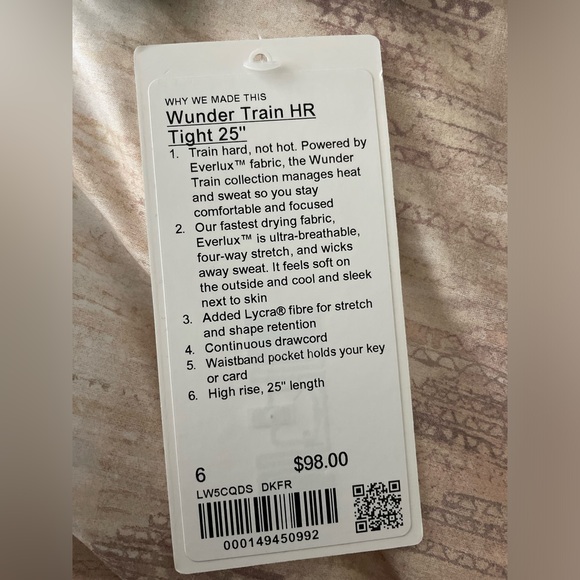 WHY WE MADE THIS
Wunder Train HR
Tight 25"
1. Train hard, not hot. Powered by
Everlux™ fabric, the Wunder
Train collection manages heat
and sweat so you stay
comfortable and focused
2. Our fastest drying fabric,
Everlux™ is ultra-breathable,
four-way stretch, and wicks
away sweat. It feels soft on
the outside and cool and sleek
next to skin
3. Added Lycra® fibre for stretch
and shape retention
4. Continuous drawcord
5. Waistband pocket holds your key
or card
6. High rise, 25" length
6 $98.00
LW5CQDS DKFR
000149450992